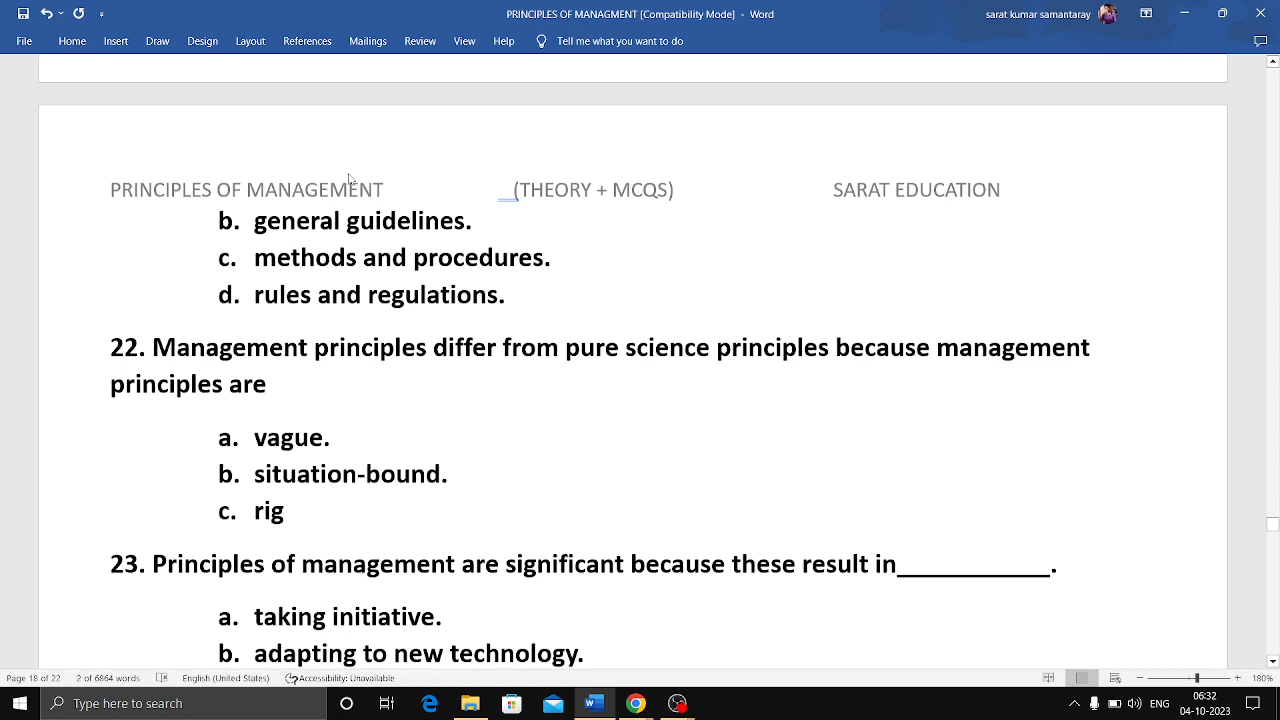 PRINCIPLES OF MANAGEMENT [Compatibility Mode] - Word
sarat kumar samantaray
File Home Insert Draw Design Layout References Mailings Review View Help Tell me what you want to do
PRINCIPLES OF MANAGEMENT (THEORY + MCQS) SARAT EDUCATION
b. general guidelines.
c. methods and procedures.
d. rules and regulations.
22. Management principles differ from pure science principles because management
principles are
a. vague.
b. situation-bound.
c. rig
23. Principles of management are significant because these result in___________.
a. taking initiative.
b. adapting to new technology.
Page 18 of 22 2 of 6864 words English (United States) Accessibility: Unavailable 180%
Type here to search
ENG
06:32
04-10-2023